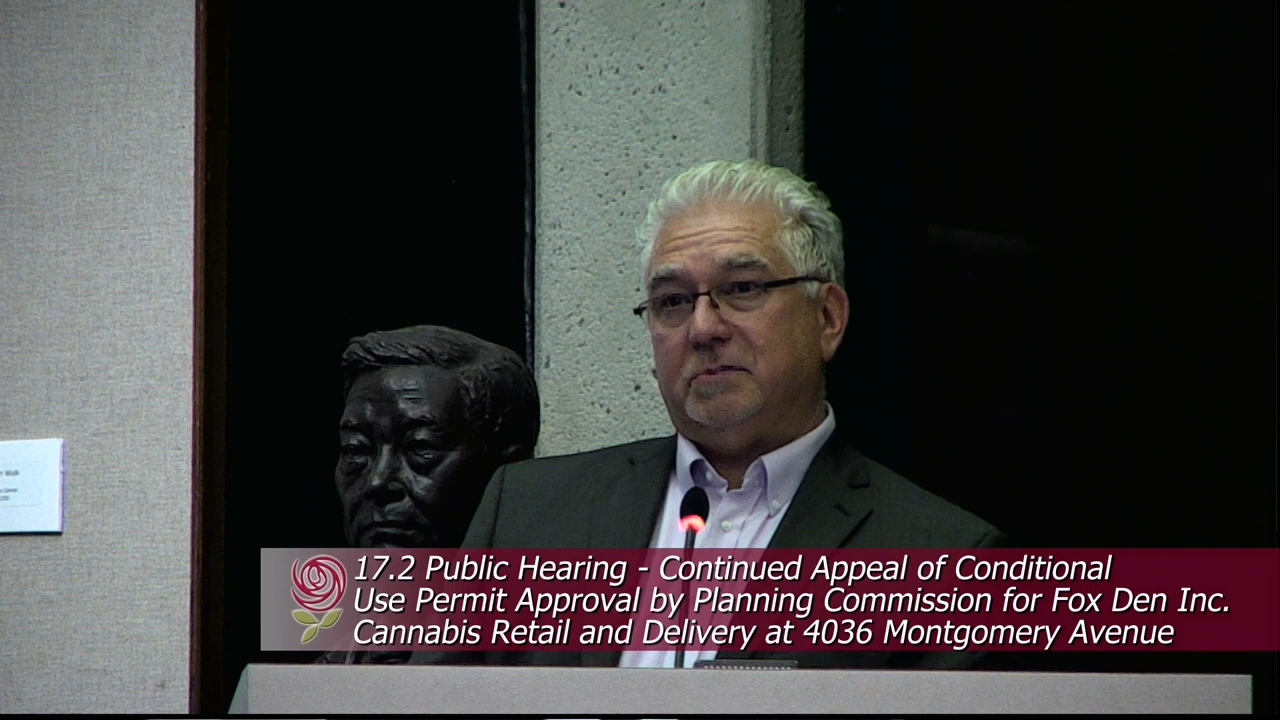 17.2 Public Hearing - Continued Appeal of Conditional
Use Permit Approval by Planning Commission for Fox Den Inc.
Cannabis Retail and Delivery at 4036 Montgomery Avenue
Walk